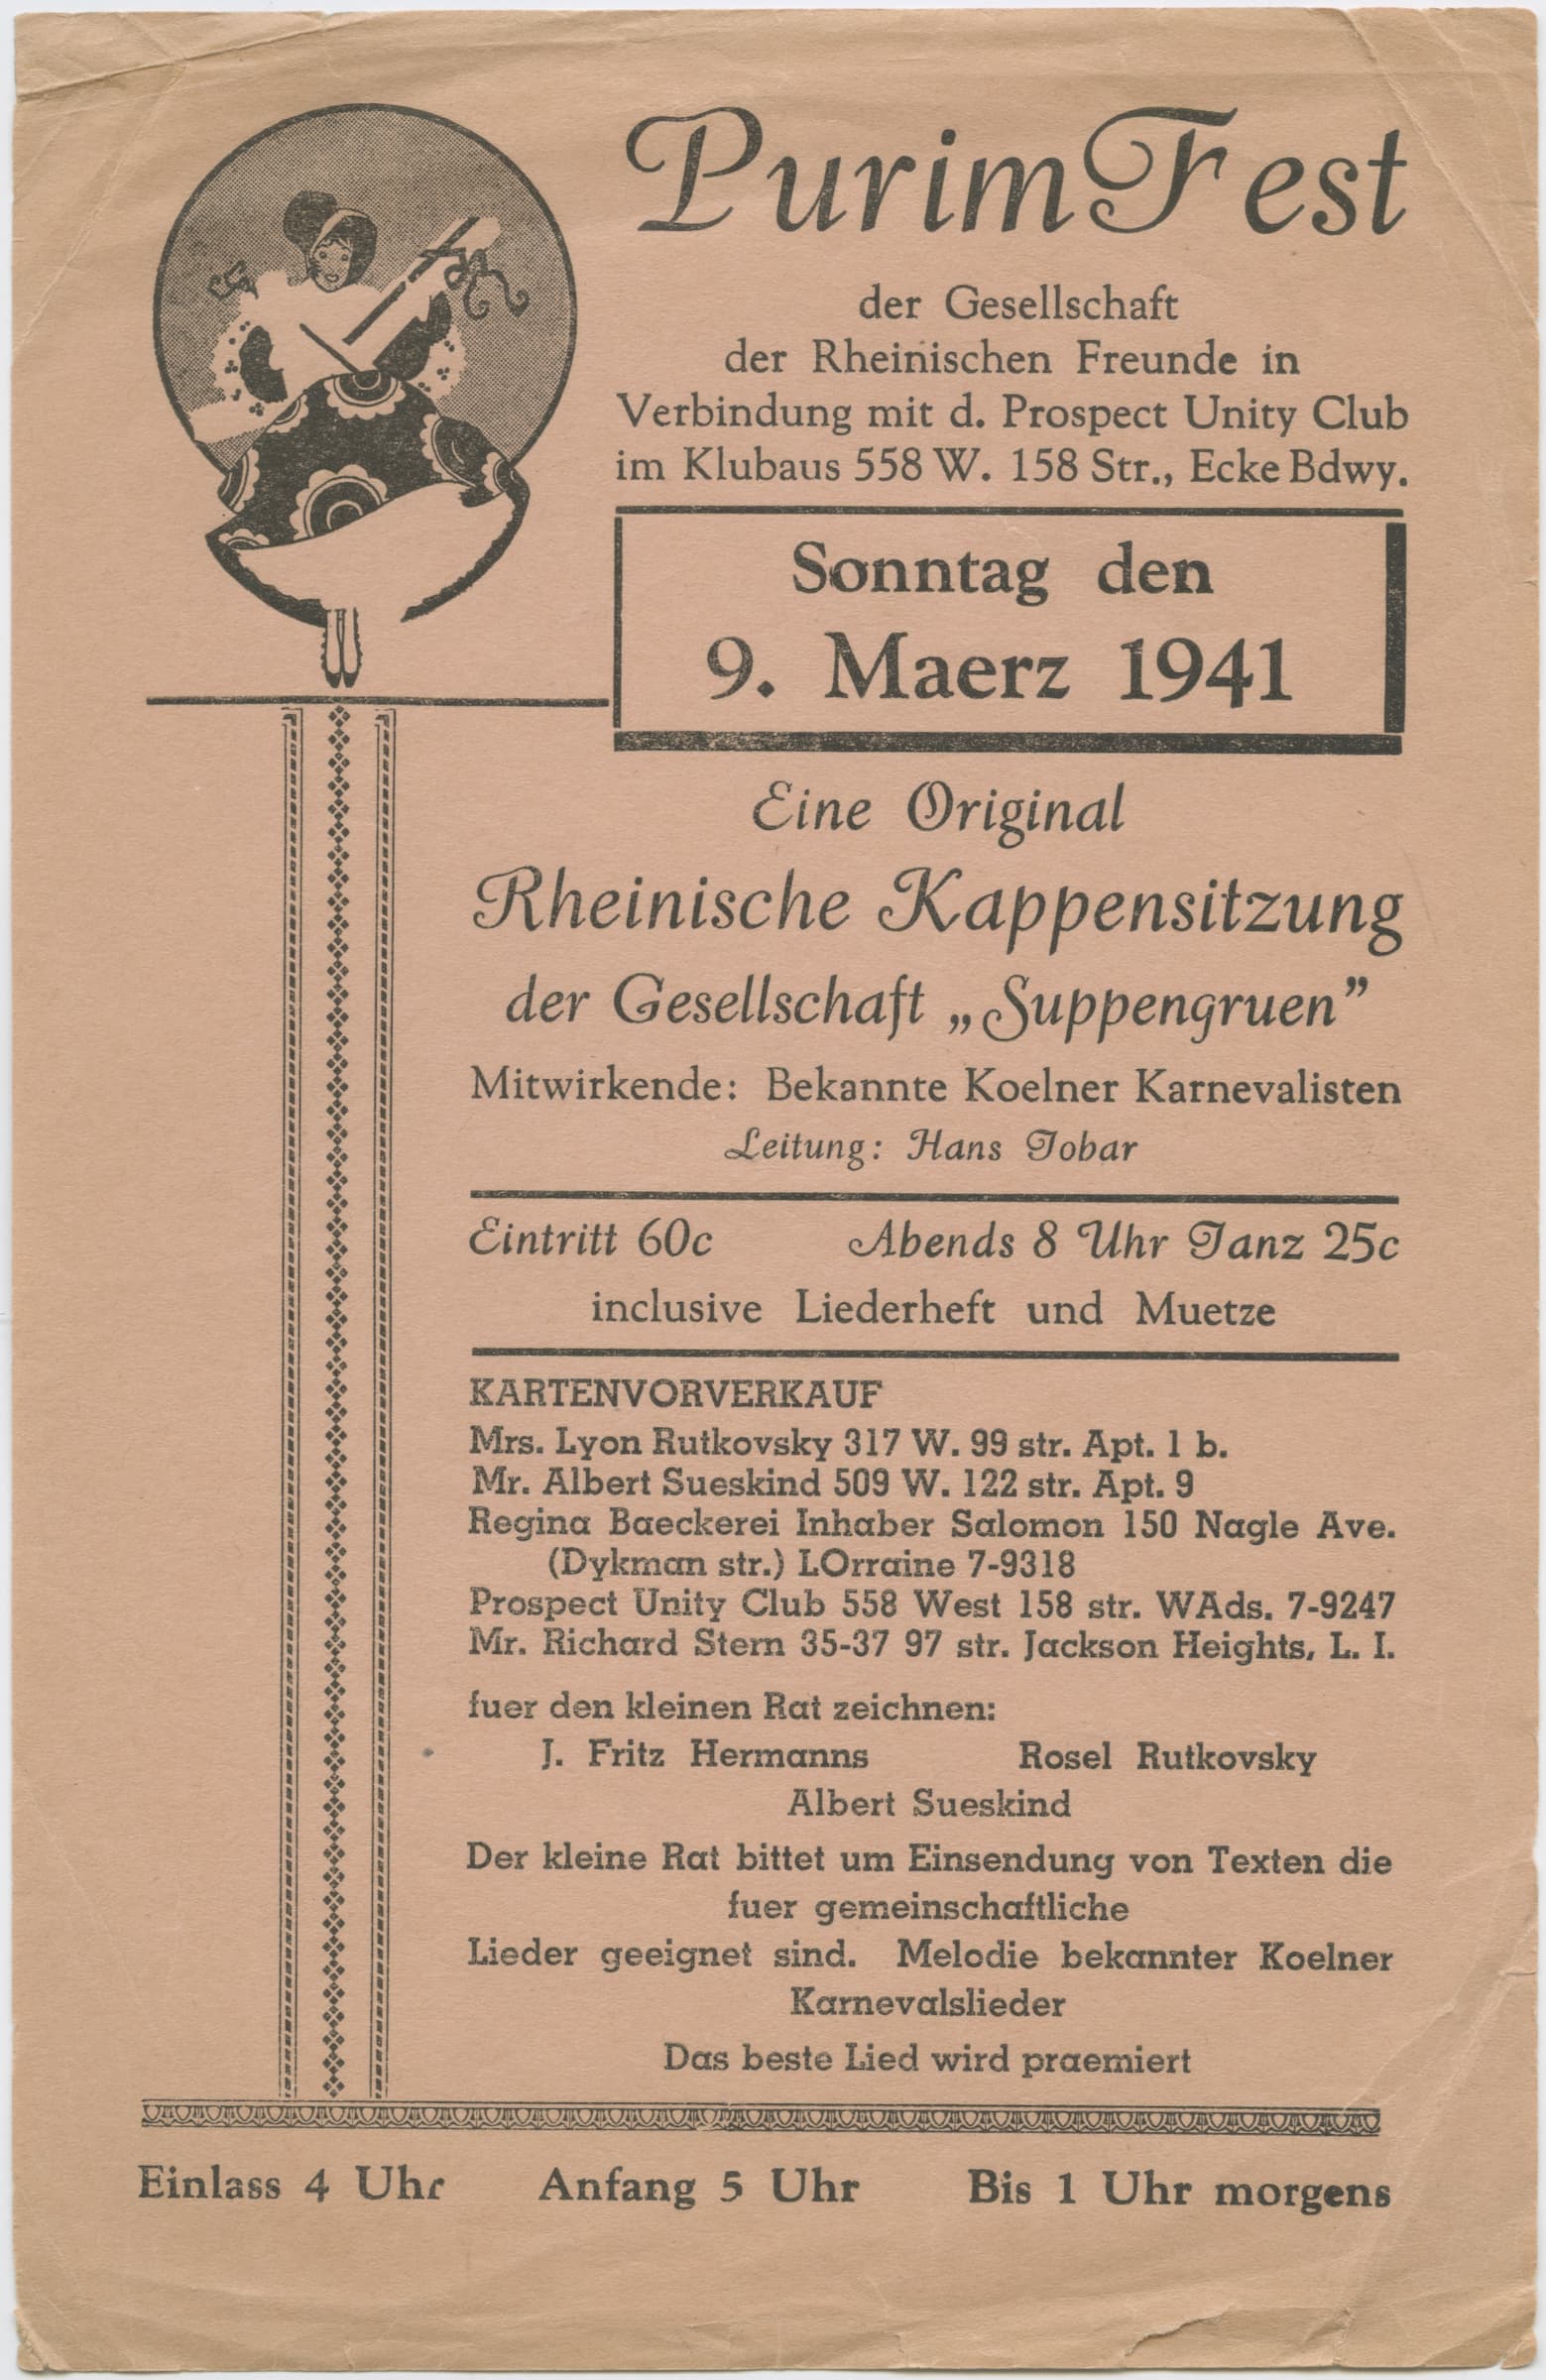 Purim Fest
der Gesellschaft
der Rheinischen Freunde in
Verbindung mit d. Prospect Unity Club
im Klubaus 558 W. 158 Str., Ecke Bdwy.
Sonntag den
9. Maerz 1941
Eine Original
Rheinische Kappensitzung
der Gesellschaft „Suppengruen”
Mitwirkende: Bekannte Koelner Karnevalisten
Leitung: Hans Tobar
Eintritt 60c Abends 8 Uhr Tanz 25c
inclusive Liederheft und Muetze
KARTENVORVERKAUF
Mrs. Lyon Rutkovsky 317 W. 99 str. Apt. 1 b.
Mr. Albert Sueskind 509 W. 122 str. Apt. 9
Regina Baeckerei Inhaber Salomon 150 Nagle Ave.
(Dykman str.) LOrraine 7-9318
Prospect Unity Club 558 West 158 str. WAds. 7-9247
Mr. Richard Stern 35-37 97 str. Jackson Heights, L. I.
fuer den kleinen Rat zeichnen:
J. Fritz Hermanns Rosel Rutkovsky
Albert Sueskind
Der kleine Rat bittet um Einsendung von Texten die
fuer gemeinschaftliche
Lieder geeignet sind. Melodie bekannter Koelner
Karnevalslieder
Das beste Lied wird praemiert
Einlass 4 Uhr Anfang 5 Uhr Bis 1 Uhr morgens